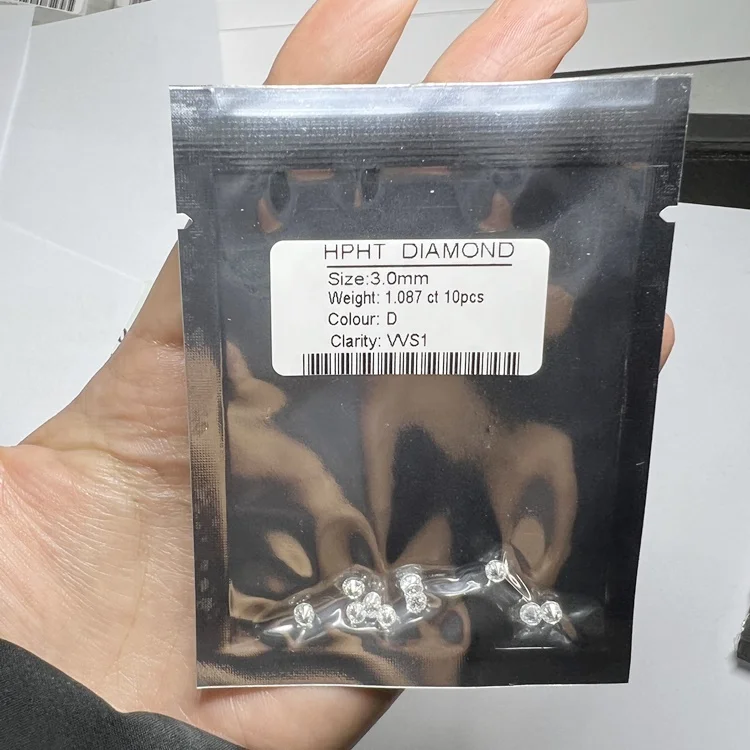 HPHT DIAMOND
Size:3.0mm
Weight: 1.087 ct 10pcs
Colour: D
Clarity: VVS1